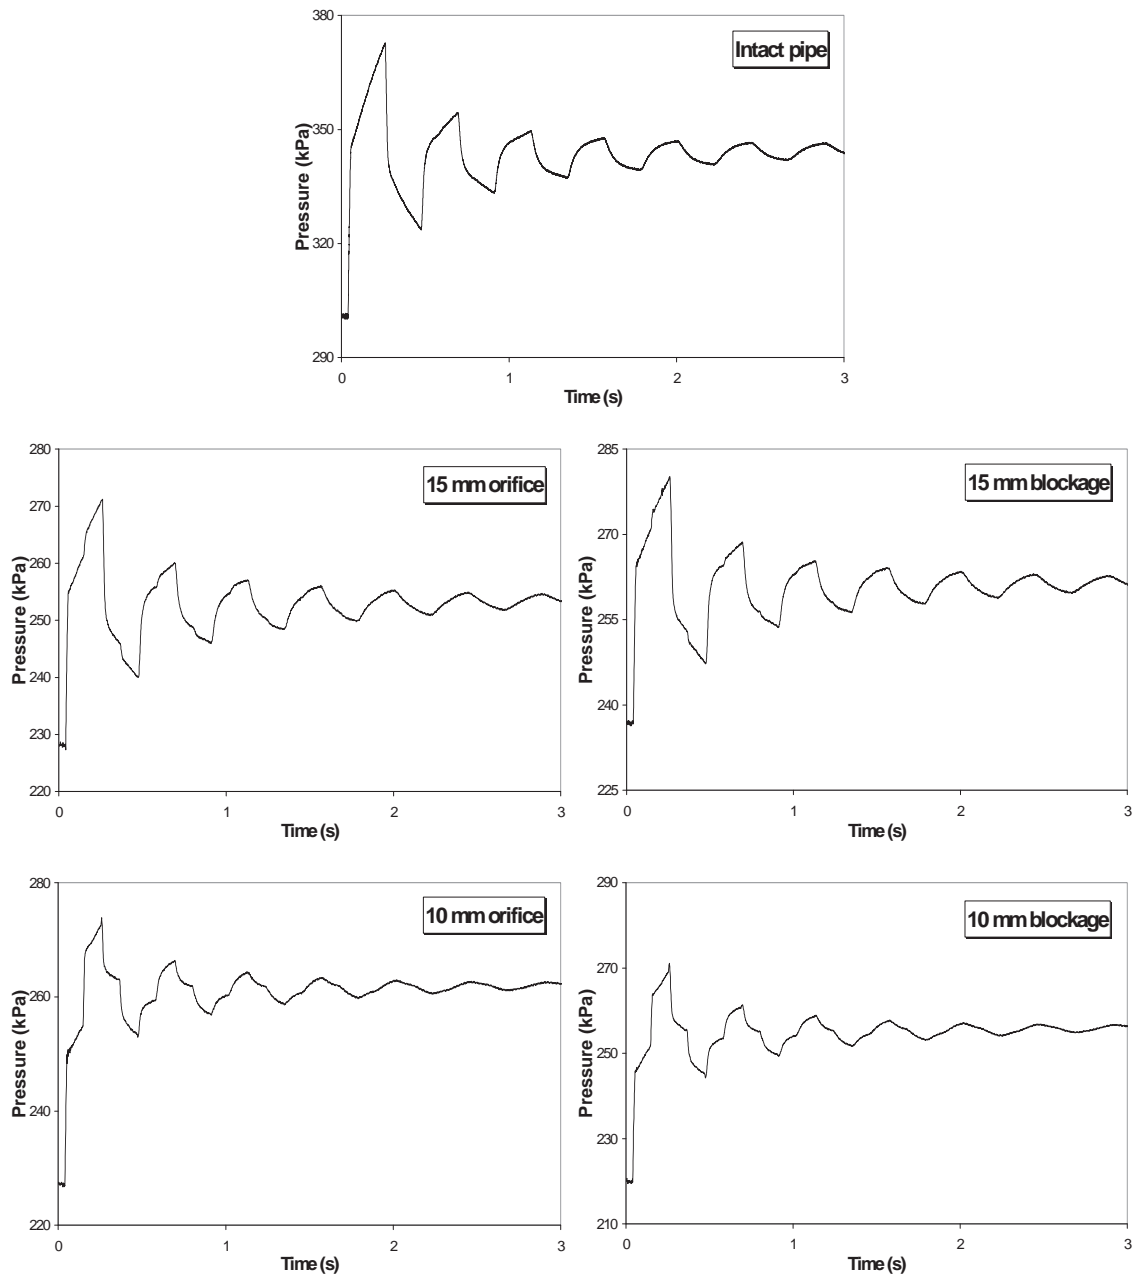 380
Intact pipe
350
Pressure (kPa)
320
290
0 1 2 3
Time (s)
280
15 mm orifice
270
260
Pressure (kPa)
250
240
230
220
0 1 2 3
Time (s)
285
15 mm blockage
270
Pressure (kPa)
255
240
225
0 1 2 3
Time (s)
280
10 mm orifice
260
Pressure (kPa)
240
220
0 1 2 3
Time (s)
290
10 mm blockage
270
Pressure (kPa)
250
230
210
0 1 2 3
Time (s)